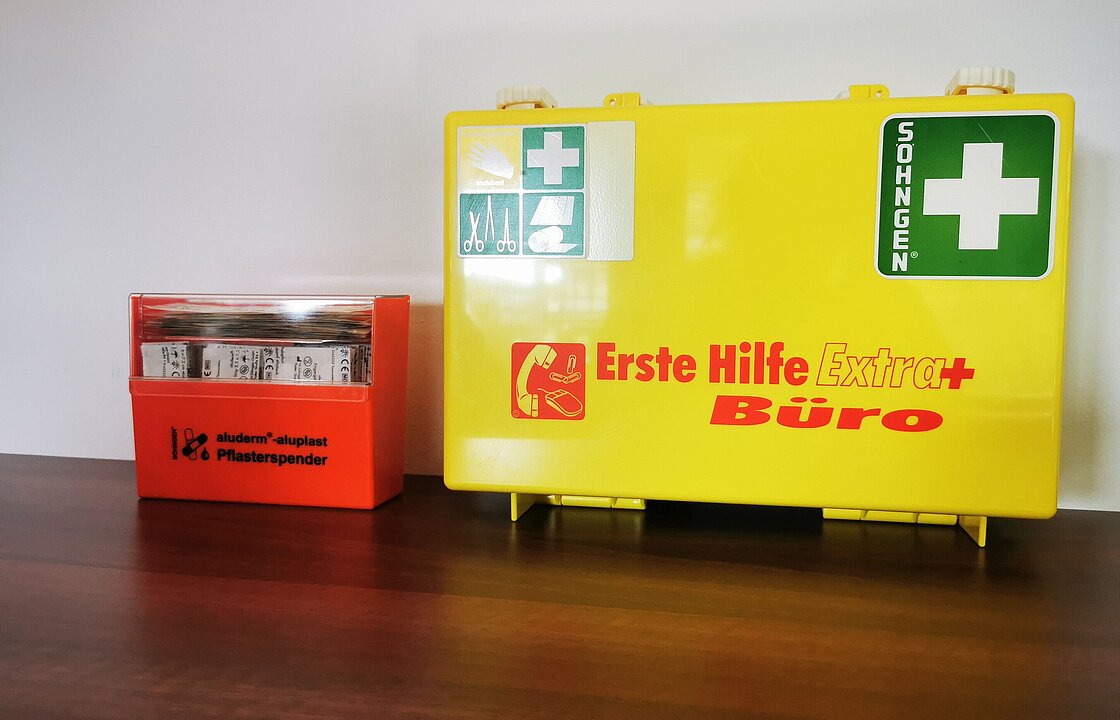 SÖHNGEN®
Erste Hilfe Extra+
Büro
aluderm®-aluplast
Pflasterspender